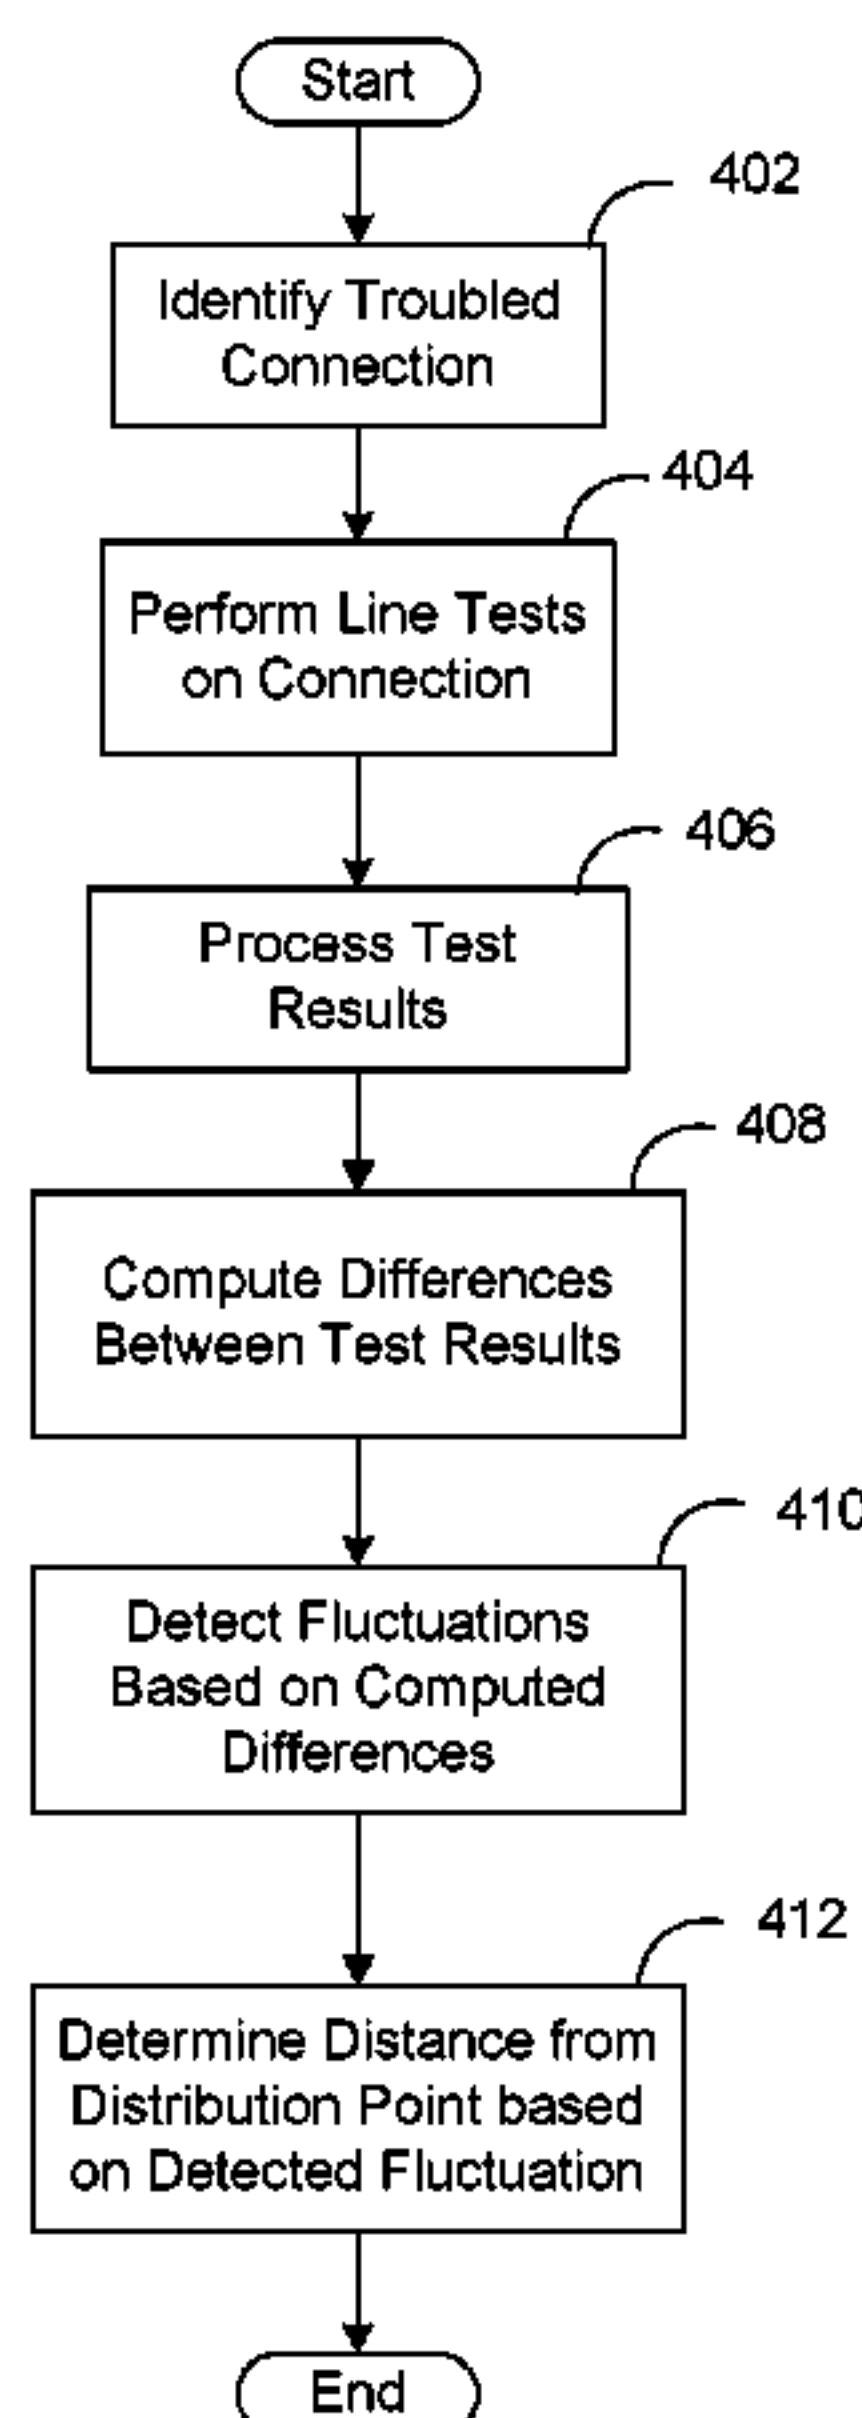 Start
402
Identify Troubled
Connection
404
Perform Line Tests
on Connection
406
Process Test
Results
408
Compute Differences
Between Test Results
410
Detect Fluctuations
Based on Computed
Differences
412
Determine Distance from
Distribution Point based
on Detected Fluctuation
End